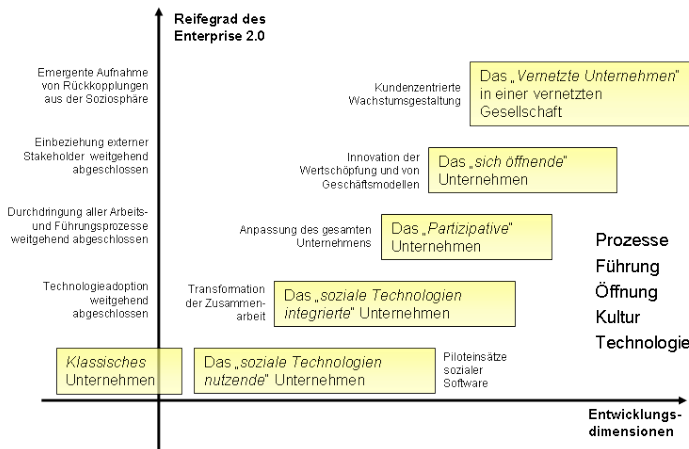 Reifegrad des
Enterprise 2.0
Emergente Aufnahme
von Rückkopplungen
aus der Soziosphäre
Kundenzentrierte
Wachstumsgestaltung
Das „Vernetzte Unternehmen"
in einer vernetzten
Gesellschaft
Einbeziehung externer
Stakeholder weitgehend
abgeschlossen
Innovation der
Wertschöpfung und von
Geschäftsmodellen
Das „sich öffnende"
Unternehmen
Durchdringung aller Arbeits-
und Führungsprozesse
weitgehend abgeschlossen
Anpassung des gesamten
Unternehmens
Das „Partizipative"
Unternehmen
Technologieadoption
weitgehend
abgeschlossen
Transformation
der Zusammen-
arbeit
Das „soziale Technologien
integrierte" Unternehmen
Prozesse
Führung
Öffnung
Kultur
Technologie
Klassisches
Unternehmen
Das „soziale Technologien
nutzende" Unternehmen
Piloteinsätze
sozialer
Software
Entwicklungs-
dimensionen